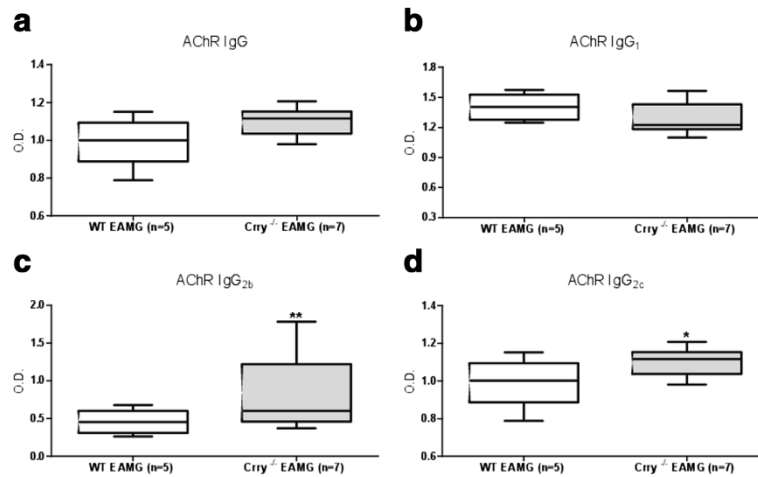 a
AChR IgG
O.D.
1.4
1.2
1.0
0.8
0.6
WT EAMG (n=5)
Crry -/- EAMG (n=7)
b
AChR IgG1
O.D.
1.8
1.5
1.2
0.9
0.6
0.3
WT EAMG (n=5)
Crry -/- EAMG (n=7)
c
AChR IgG2b
O.D.
2.0
1.5
1.0
0.5
0.0
**
WT EAMG (n=5)
Crry -/- EAMG (n=7)
d
AChR IgG2c
O.D.
1.4
1.2
1.0
0.8
0.6
*
WT EAMG (n=5)
Crry -/- EAMG (n=7)